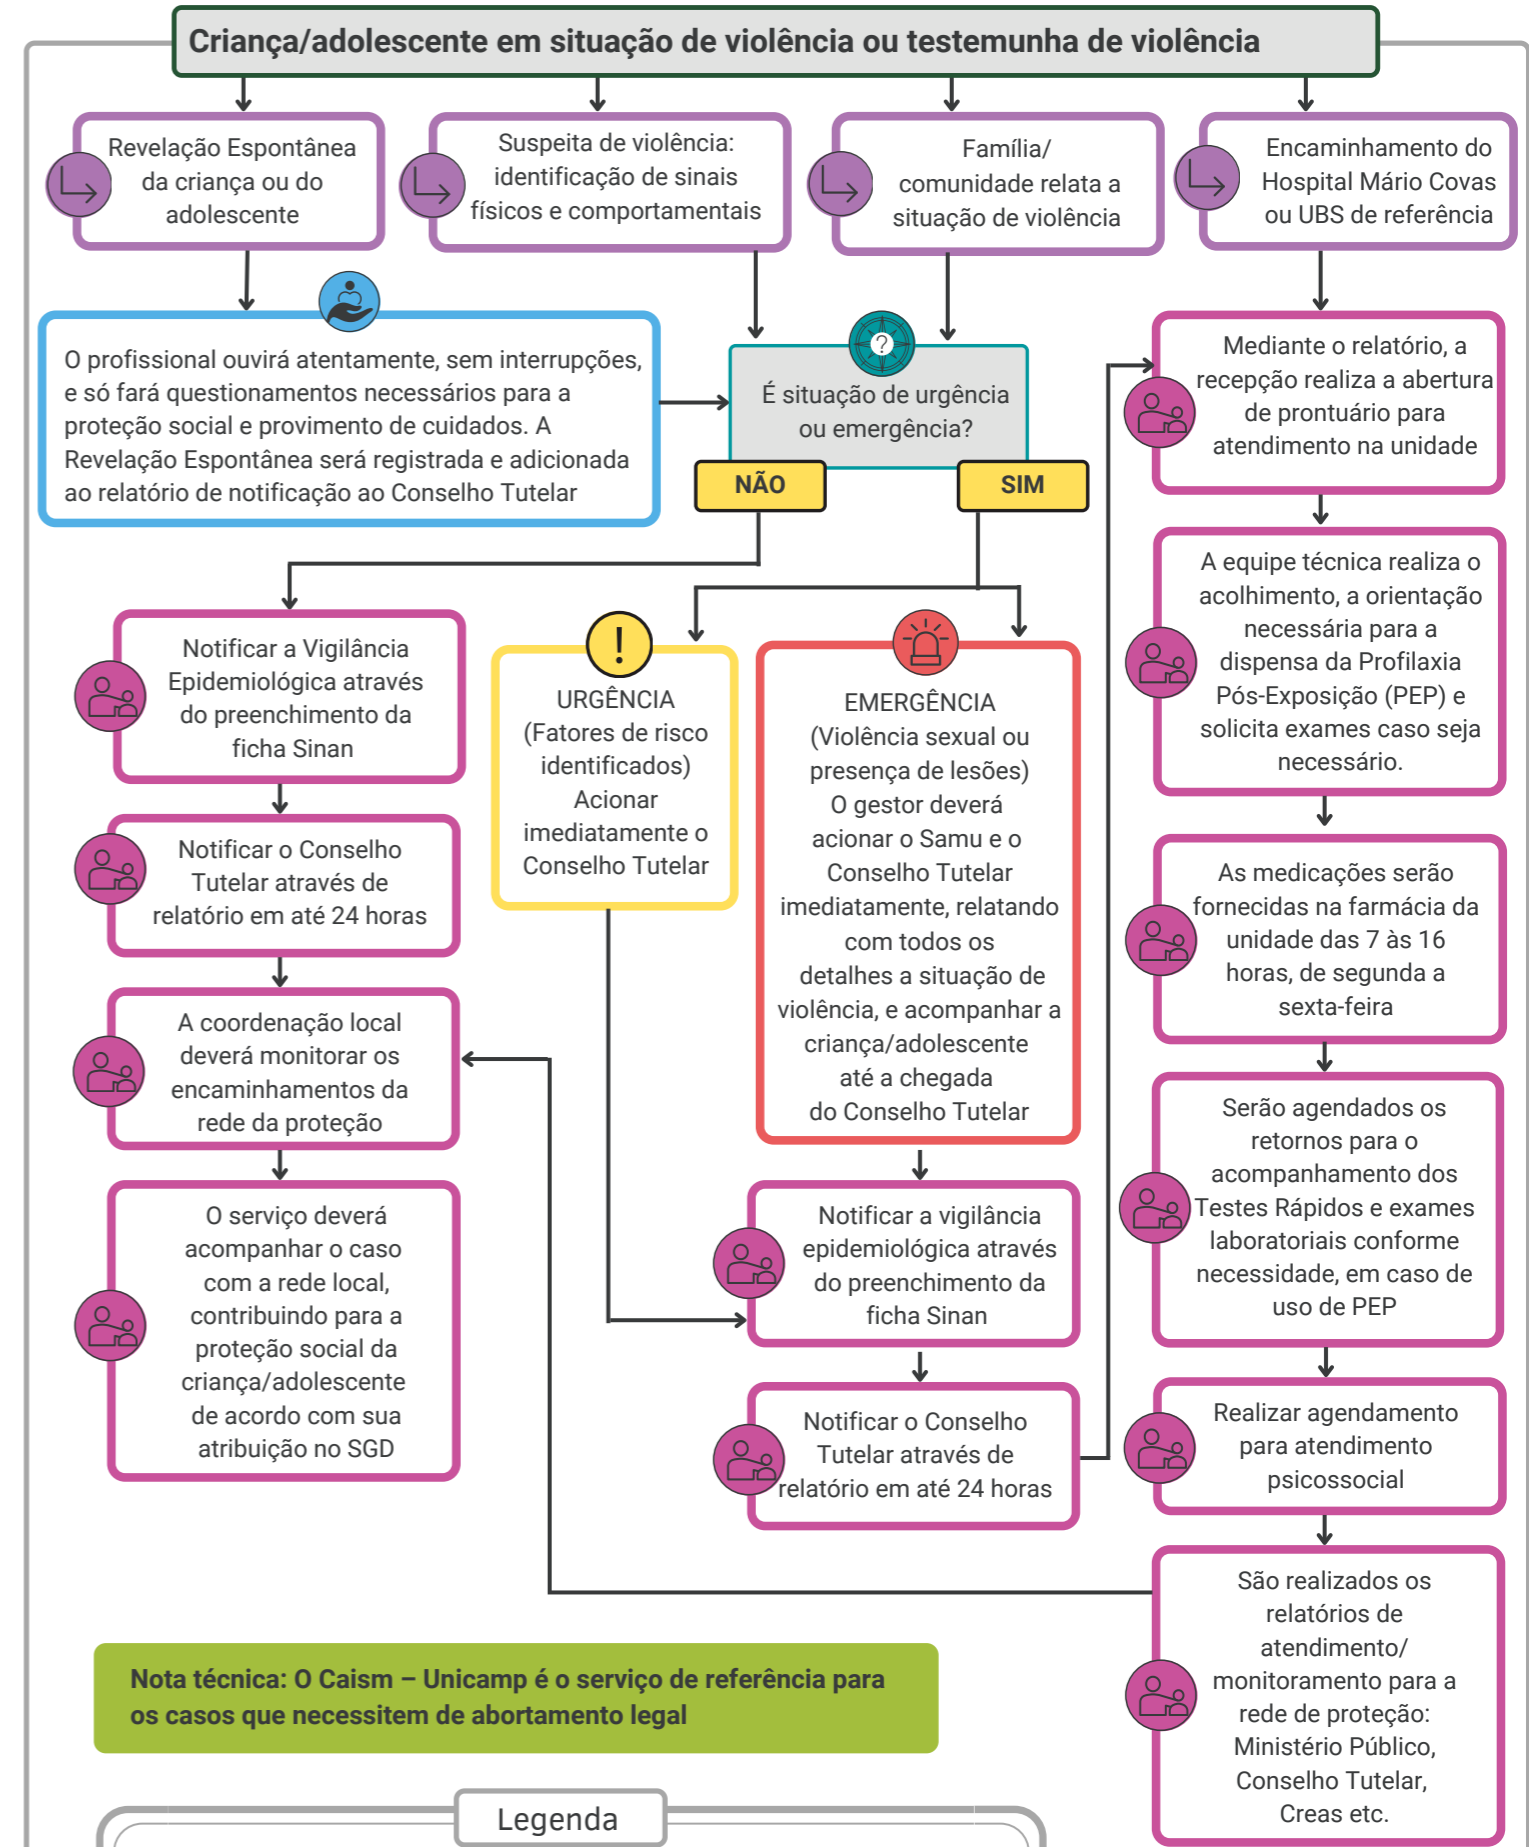 Criança/adolescente em situação de violência ou testemunha de violência
Revelação Espontânea
da criança ou do
adolescente
Suspeita de violência:
identificação de sinais
físicos e comportamentais
Família/
comunidade relata a
situação de violência
Encaminhamento do
Hospital Mário Covas
ou UBS de referência
O profissional ouvirá atentamente, sem interrupções,
e só fará questionamentos necessários para a
proteção social e provimento de cuidados. A
Revelação Espontânea será registrada e adicionada
ao relatório de notificação ao Conselho Tutelar
?
É situação de urgência
ou emergência?
NÃO
SIM
Notificar a Vigilância
Epidemiológica através
do preenchimento da
ficha Sinan
Notificar o Conselho
Tutelar através de
relatório em até 24 horas
A coordenação local
deverá monitorar os
encaminhamentos da
rede da proteção
O serviço deverá
acompanhar o caso
com a rede local,
contribuindo para a
proteção social da
criança/adolescente
de acordo com sua
atribuição no SGD
!
URGÊNCIA
(Fatores de risco
identificados)
Acionar
imediatamente o
Conselho Tutelar
EMERGÊNCIA
(Violência sexual ou
presença de lesões)
O gestor deverá
acionar o Samu e o
Conselho Tutelar
imediatamente, relatando
com todos os
detalhes a situação de
violência, e acompanhar a
criança/adolescente
até a chegada
do Conselho Tutelar
Notificar a vigilância
epidemiológica através
do preenchimento da
ficha Sinan
Notificar o Conselho
Tutelar através de
relatório em até 24 horas
Mediante o relatório, a
recepção realiza a abertura
de prontuário para
atendimento na unidade
A equipe técnica realiza o
acolhimento, a orientação
necessária para a
dispensa da Profilaxia
Pós-Exposição (PEP) e
solicita exames caso seja
necessário.
As medicações serão
fornecidas na farmácia da
unidade das 7 às 16
horas, de segunda a
sexta-feira
Serão agendados os
retornos para o
acompanhamento dos
Testes Rápidos e exames
laboratoriais conforme
necessidade, em caso de
uso de PEP
Realizar agendamento
para atendimento
psicossocial
São realizados os
relatórios de
atendimento/
monitoramento para a
rede de proteção:
Ministério Público,
Conselho Tutelar,
Creas etc.
Nota técnica: O Caism – Unicamp é o serviço de referência para
os casos que necessitem de abortamento legal
Legenda